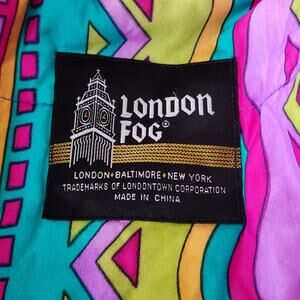 LONDON
FOG®
LONDON♦BALTIMORE♦NEW YORK
TRADEMARKS OF LONDONTOWN CORPORATION
MADE IN CHINA